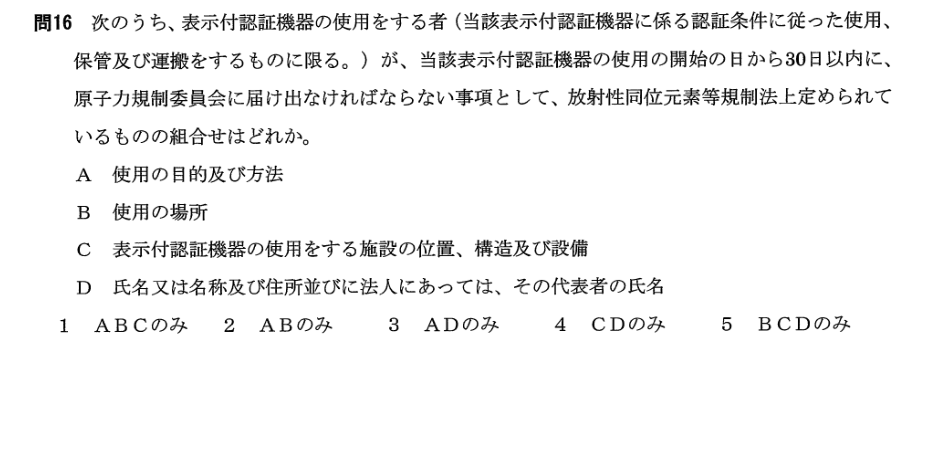 問16 次のうち、表示付認証機器の使用をする者（当該表示付認証機器に係る認証条件に従った使用、
保管及び運搬をするものに限る。）が、当該表示付認証機器の使用の開始の日から30日以内に、
原子力規制委員会に届け出なければならない事項として、放射性同位元素等規制法上定められて
いるものの組合せはどれか。
A 使用の目的及び方法
B 使用の場所
C 表示付認証機器の使用をする施設の位置、構造及び設備
D 氏名又は名称及び住所並びに法人にあっては、その代表者の氏名
1 ABCのみ 2 ABのみ 3 ADのみ 4 CDのみ 5 BCDのみ